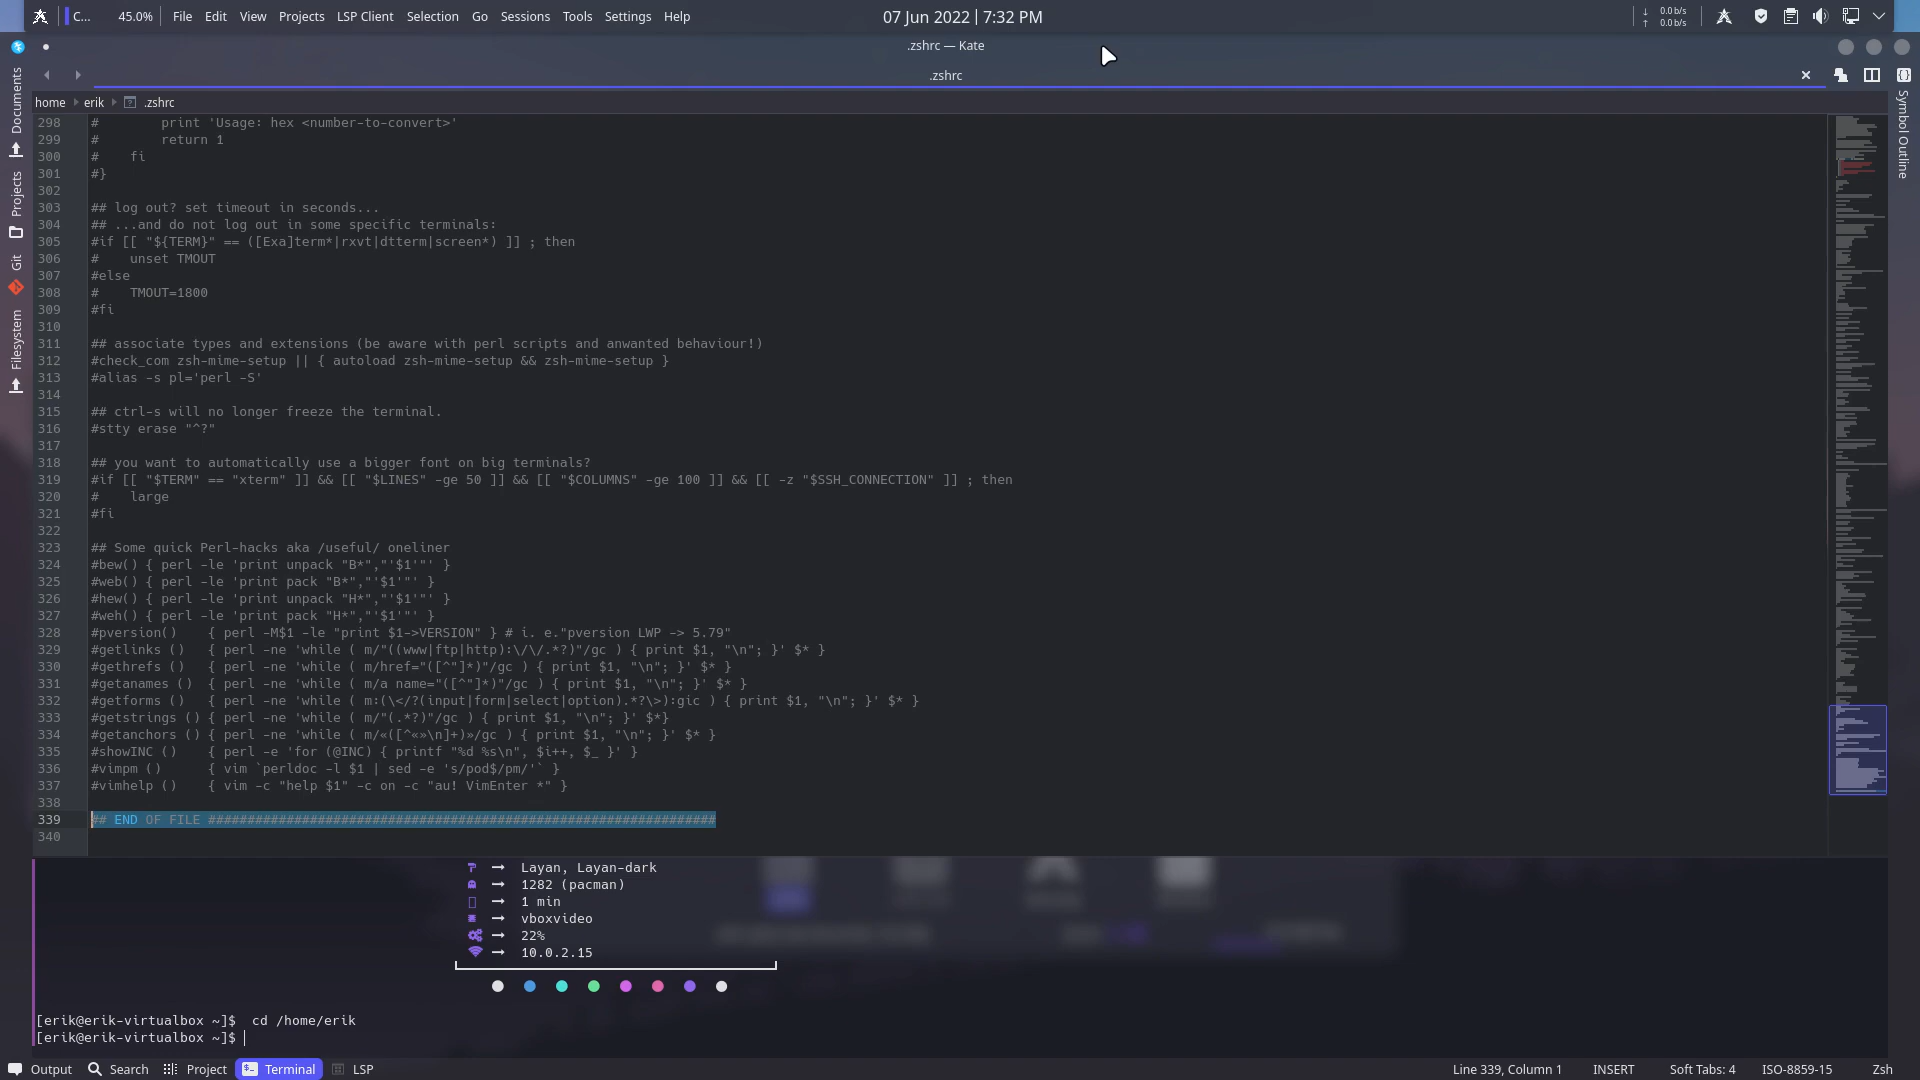 C... 45.0% File Edit View Projects LSP Client Selection Go Sessions Tools Settings Help 07 Jun 2022 | 7:32 PM ↓ 0.0 b/s
↑ 0.0 b/s
.zshrc — Kate
.zshrc
home erik .zshrc
Documents
Projects
Git
Filesystem
Symbol Outline
298 #        print 'Usage: hex <number-to-convert>'
299 #        return 1
300 #    fi
301 #}
302
303 ## log out? set timeout in seconds...
304 ## ...and do not log out in some specific terminals:
305 #if [[ "${TERM}" == ([Exa]term*|rxvt|dtterm|screen*) ]] ; then
306 #    unset TMOUT
307 #else
308 #    TMOUT=1800
309 #fi
310
311 ## associate types and extensions (be aware with perl scripts and anwanted behaviour!)
312 #check_com zsh-mime-setup || { autoload zsh-mime-setup && zsh-mime-setup }
313 #alias -s pl='perl -S'
314
315 ## ctrl-s will no longer freeze the terminal.
316 #stty erase "^?"
317
318 ## you want to automatically use a bigger font on big terminals?
319 #if [[ "$TERM" == "xterm" ]] && [[ "$LINES" -ge 50 ]] && [[ "$COLUMNS" -ge 100 ]] && [[ -z "$SSH_CONNECTION" ]] ; then
320 #    large
321 #fi
322
323 ## Some quick Perl-hacks aka /useful/ oneliner
324 #bew() { perl -le 'print unpack "B*","'$1'"' }
325 #web() { perl -le 'print pack "B*","'$1'"' }
326 #hew() { perl -le 'print unpack "H*","'$1'"' }
327 #weh() { perl -le 'print pack "H*","'$1'"' }
328 #pversion()    { perl -M$1 -le "print $1->VERSION" } # i. e."pversion LWP -> 5.79"
329 #getlinks ()   { perl -ne 'while ( m/"((www|ftp|http):\/\/.*?)"/gc ) { print $1, "\n"; }' $* }
330 #gethrefs ()   { perl -ne 'while ( m/href="([^"]*)"/gc ) { print $1, "\n"; }' $* }
331 #getanames ()  { perl -ne 'while ( m/a name="([^"]*)"/gc ) { print $1, "\n"; }' $* }
332 #getforms ()   { perl -ne 'while ( m:(\</?(input|form|select|option).*?\>):gic ) { print $1, "\n"; }' $* }
333 #getstrings () { perl -ne 'while ( m/"(.*?)"/gc ) { print $1, "\n"; }' $*}
334 #getanchors () { perl -ne 'while ( m/«([^«»\n]+)»/gc ) { print $1, "\n"; }' $* }
335 #showINC ()    { perl -e 'for (@INC) { printf "%d %s\n", $i++, $_ }' }
336 #vimpm ()      { vim `perldoc -l $1 | sed -e 's/pod$/pm/'` }
337 #vimhelp ()    { vim -c "help $1" -c on -c "au! VimEnter *" }
338
339 ## END OF FILE #################################################################
340
→ Layan, Layan-dark
→ 1282 (pacman)
→ 1 min
→ vboxvideo
→ 22%
→ 10.0.2.15
[erik@erik-virtualbox ~]$  cd /home/erik
[erik@erik-virtualbox ~]$
Output Search Project Terminal LSP Line 339, Column 1 INSERT Soft Tabs: 4 ISO-8859-15 Zsh